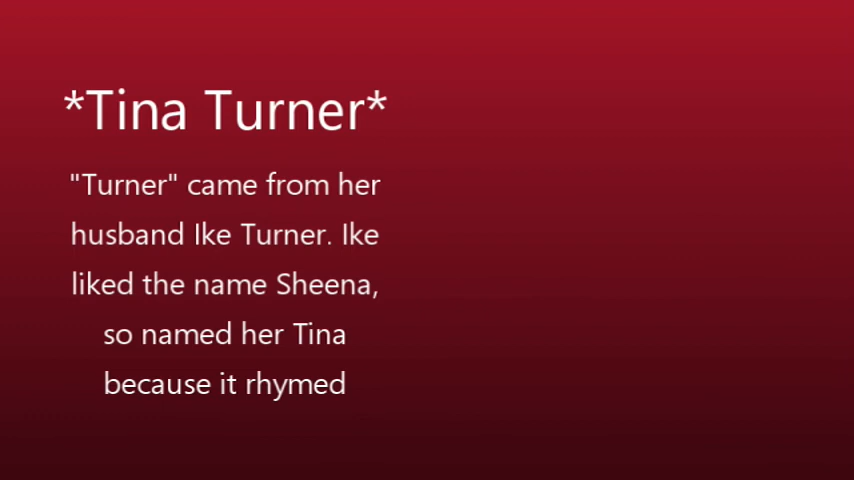 *Tina Turner*
"Turner" came from her
husband Ike Turner. Ike
liked the name Sheena,
so named her Tina
because it rhymed